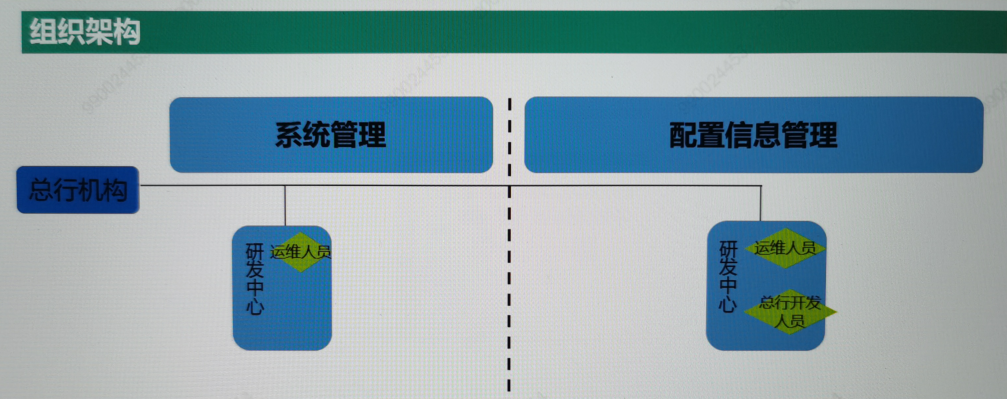 组织架构
系统管理
配置信息管理
总行机构
研发中心
运维人员
研发中心
运维人员
总行开发
人员